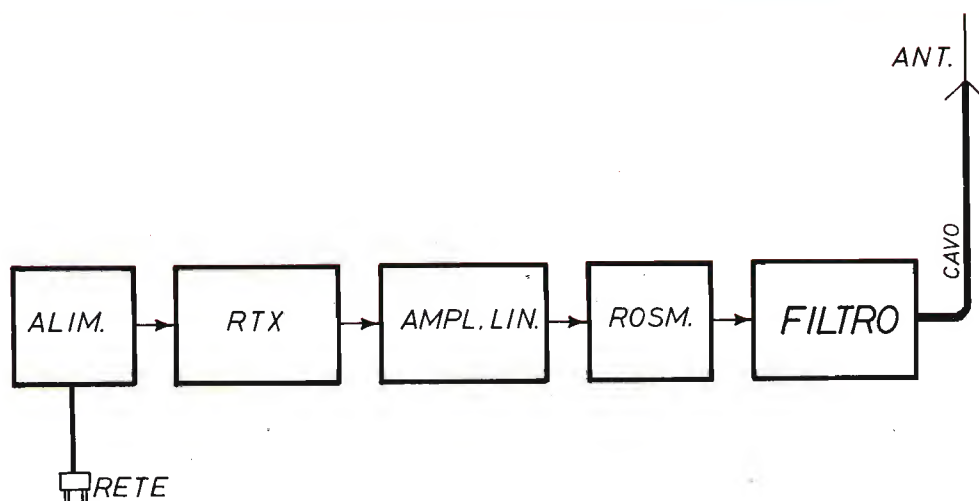 ANT.
CAVO
ALIM.
RTX
AMPL. LIN.
ROSM.
FILTRO
RETE